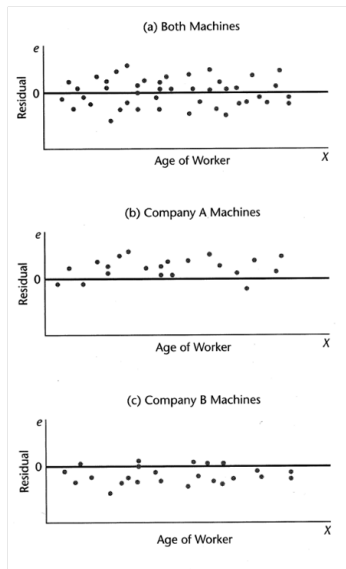 (a) Both Machines
e
Residual
0
Age of Worker
X
(b) Company A Machines
e
Residual
0
Age of Worker
X
(c) Company B Machines
e
Residual
0
Age of Worker
X